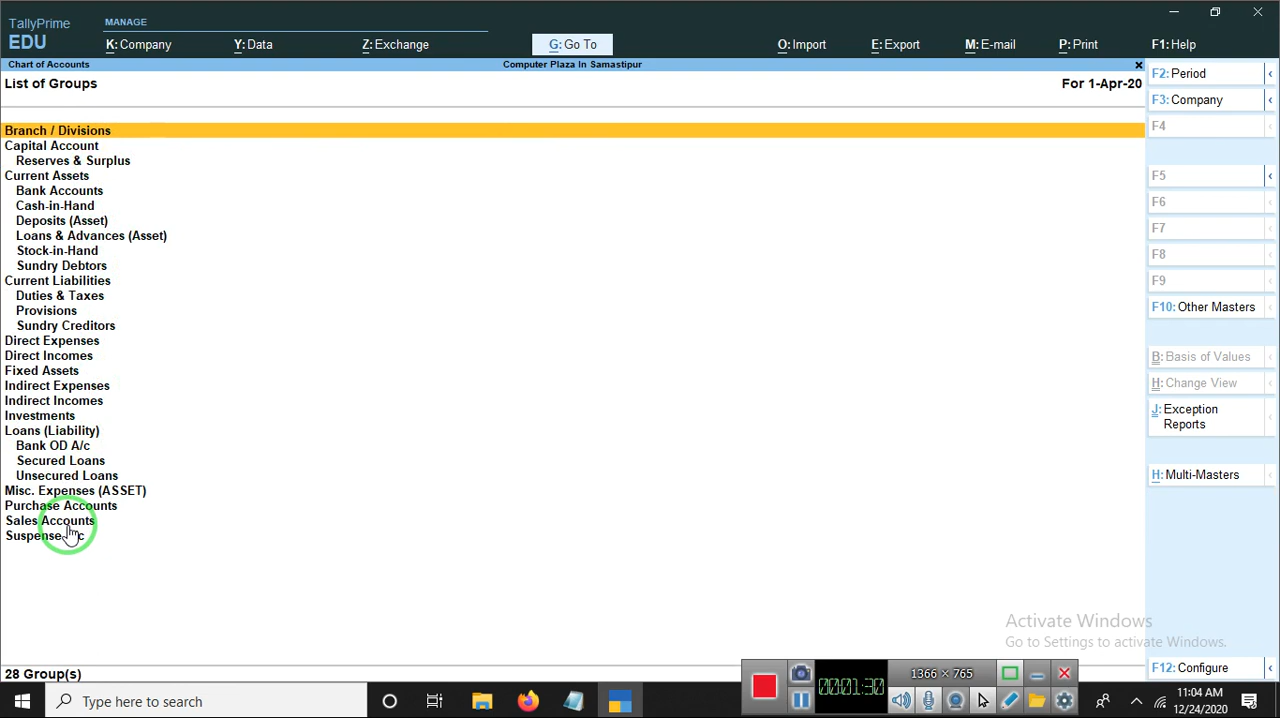 TallyPrime
EDU
MANAGE
K: Company
Y: Data
Z: Exchange
G: Go To
O: Import
E: Export
M: E-mail
P: Print
F1: Help
Chart of Accounts
Computer Plaza In Samastipur
List of Groups
For 1-Apr-20
Branch / Divisions
Capital Account
Reserves & Surplus
Current Assets
Bank Accounts
Cash-in-Hand
Deposits (Asset)
Loans & Advances (Asset)
Stock-in-Hand
Sundry Debtors
Current Liabilities
Duties & Taxes
Provisions
Sundry Creditors
Direct Expenses
Direct Incomes
Fixed Assets
Indirect Expenses
Indirect Incomes
Investments
Loans (Liability)
Bank OD A/c
Secured Loans
Unsecured Loans
Misc. Expenses (ASSET)
Purchase Accounts
Sales Accounts
Suspense
28 Group(s)
F2: Period
F3: Company
F4
F5
F6
F7
F8
F9
F10: Other Masters
B: Basis of Values
H: Change View
J: Exception
Reports
H: Multi-Masters
F12: Configure
Activate Windows
Go to Settings to activate Windows.
00:01:30
1366 × 765
Type here to search
11:04 AM
12/24/2020